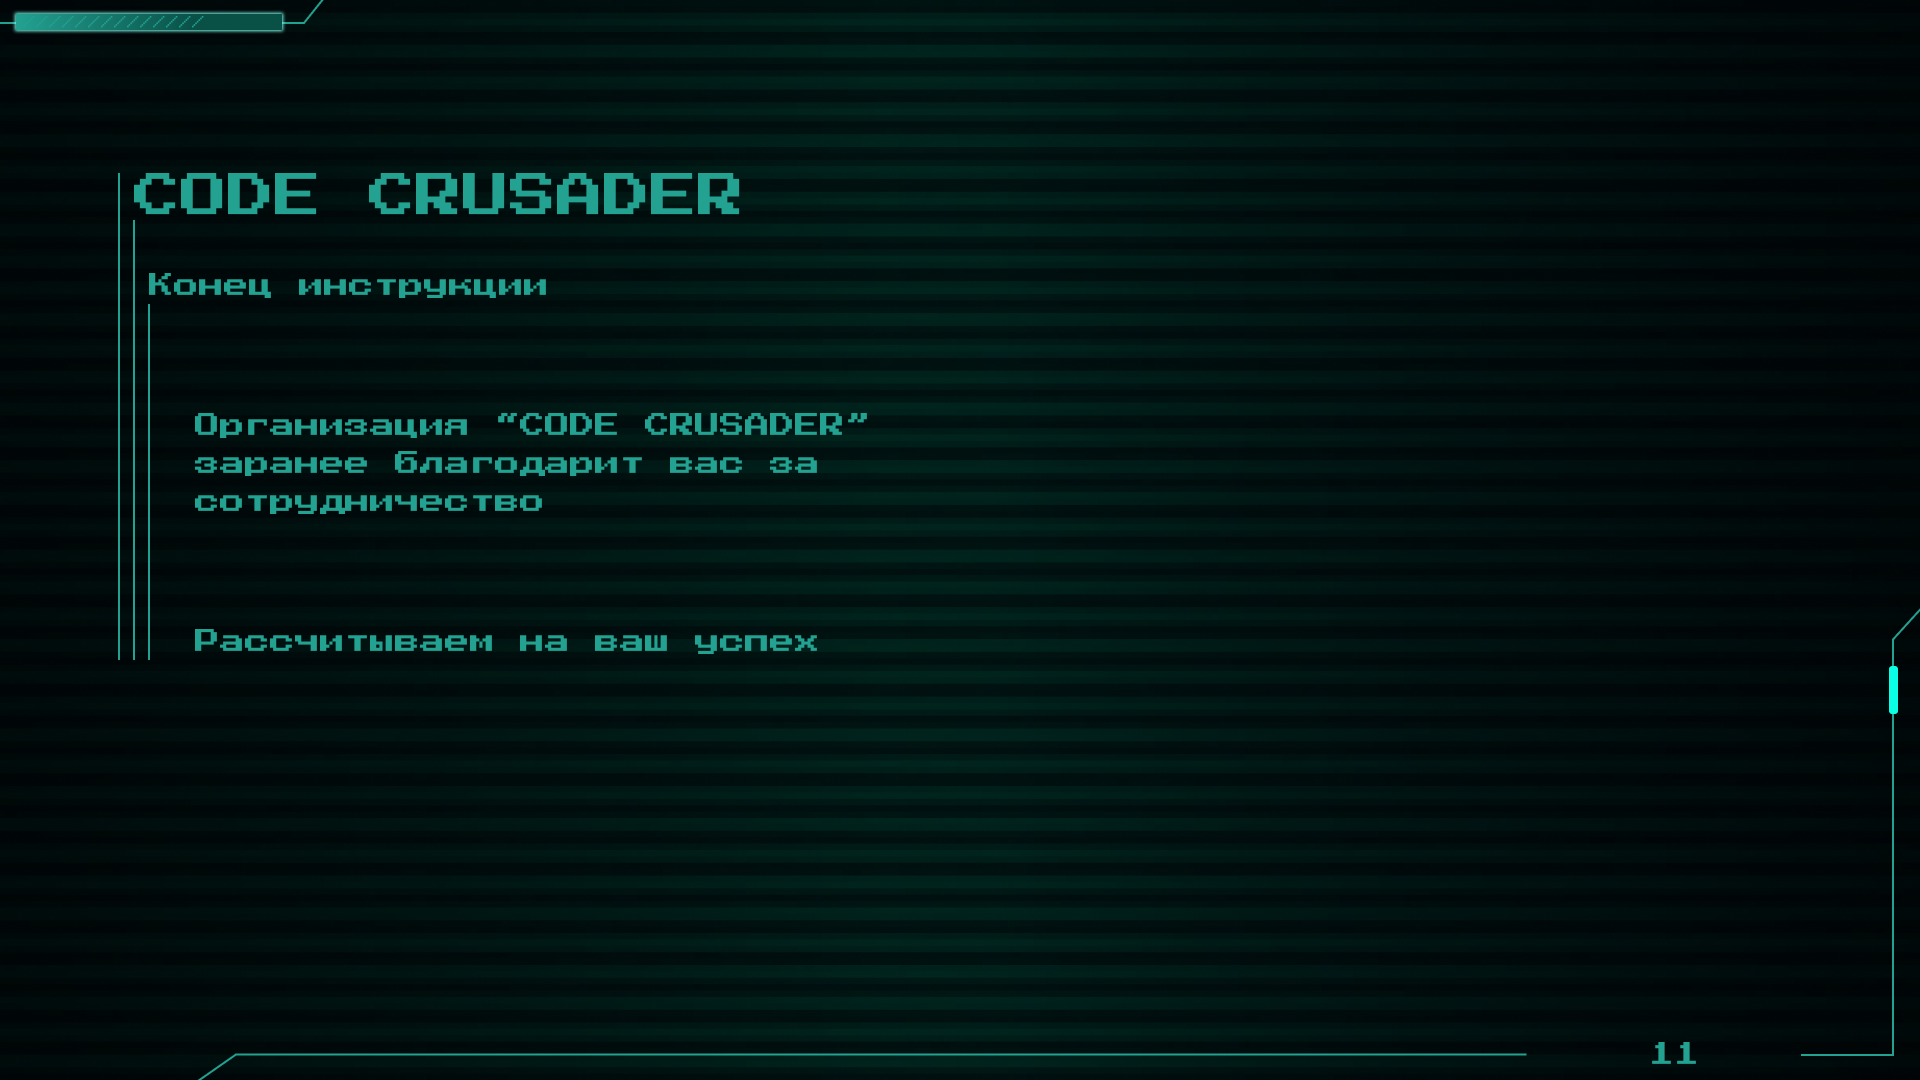 CODE CRUSADER
Конец инструкции
Организация “CODE CRUSADER”
заранее благодарит вас за
сотрудничество
Рассчитываем на ваш успех
11